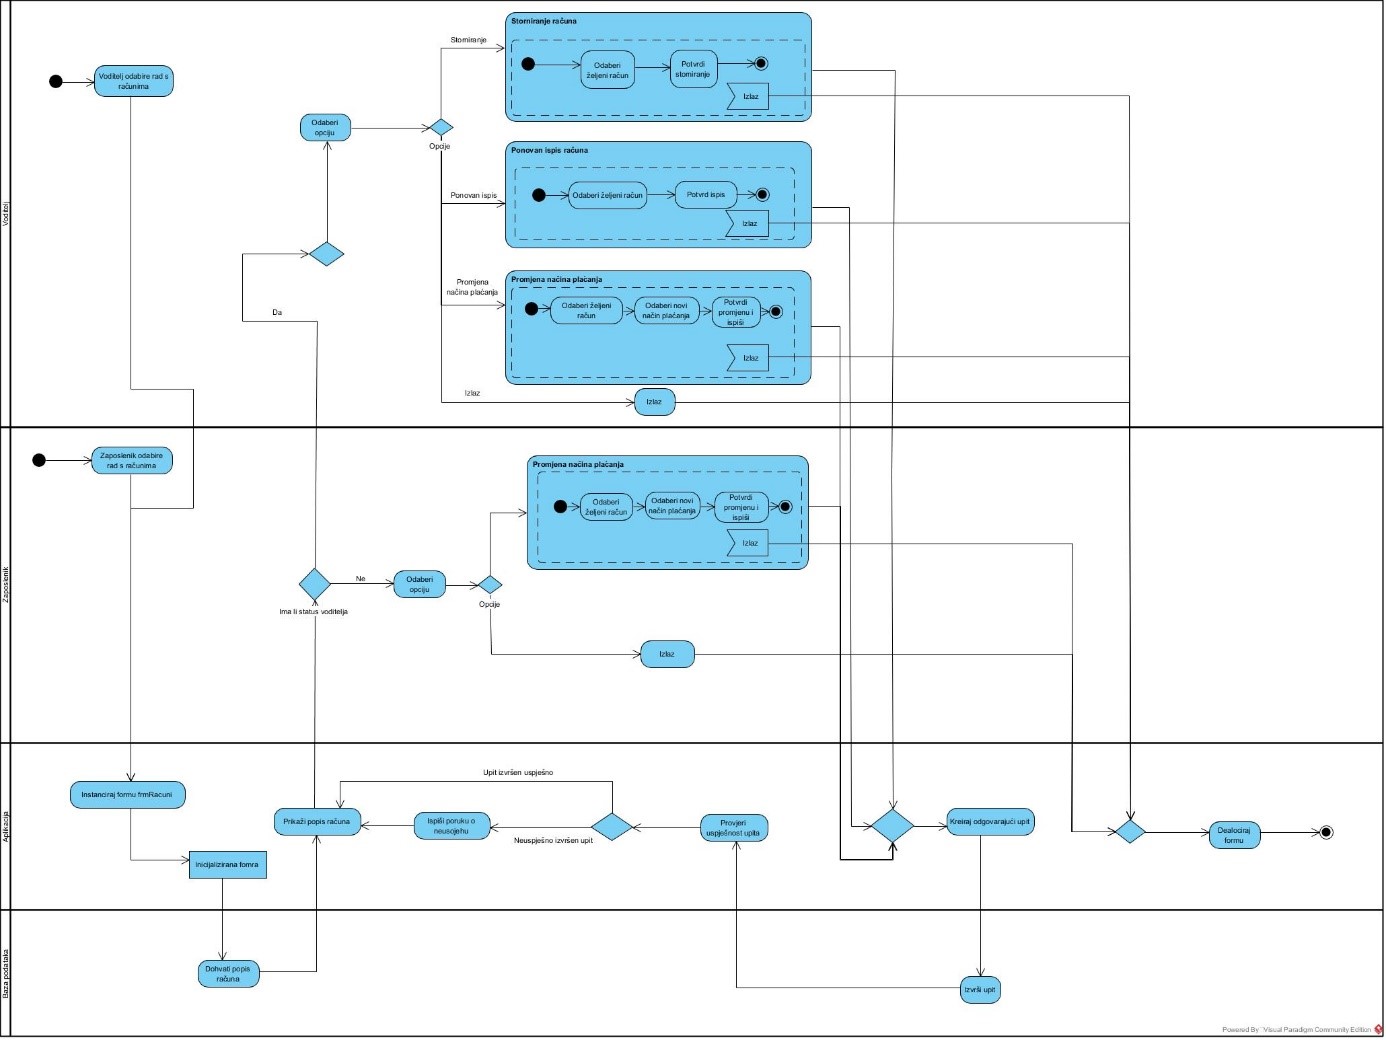 Voditelj
Voditelj odabire rad s
računima
Odaberi
opciju
Opcije
Storniranje
Storniranje računa
Odaberi
željeni račun
Potvrdi
storniranje
Izlaz
Ponovan ispis
Ponovan ispis računa
Odaberi željeni račun
Potvrd ispis
Izlaz
Promjena
načina plaćanja
Promjena načina plaćanja
Odaberi željeni
račun
Odaberi novi
način plaćanja
Potvrdi
promjenu i
ispiši
Izlaz
Da
Izlaz
Izlaz
Zaposlenik
Zaposlenik odabire
rad s računima
Ima li status voditelja
Ne
Odaberi
opciju
Opcije
Promjena načina plaćanja
Odaberi
željeni račun
Odaberi novi
način plaćanja
Potvrdi
promjenu i
ispiši
Izlaz
Izlaz
Aplikacija
Instanciraj formu frmRacuni
Inicijalizirana fomra
Prikaži popis računa
Upit izvršen uspješno
Ispiši poruku o
neuspjehu
Neuspješno izvršen upit
Provjeri
uspješnost upita
Kreiraj odgovarajući upit
Dealociraj
formu
Baza podataka
Dohvati popis
računa
Izvrši upit
Powered By Visual Paradigm Community Edition